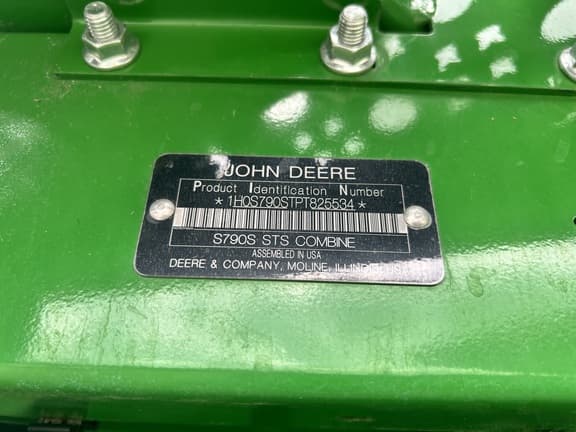 JOHN DEERE
Product Identification Number
*1H0S790STPT825534*
S790S STS COMBINE
ASSEMBLED IN USA
DEERE & COMPANY, MOLINE, ILLINOIS USA